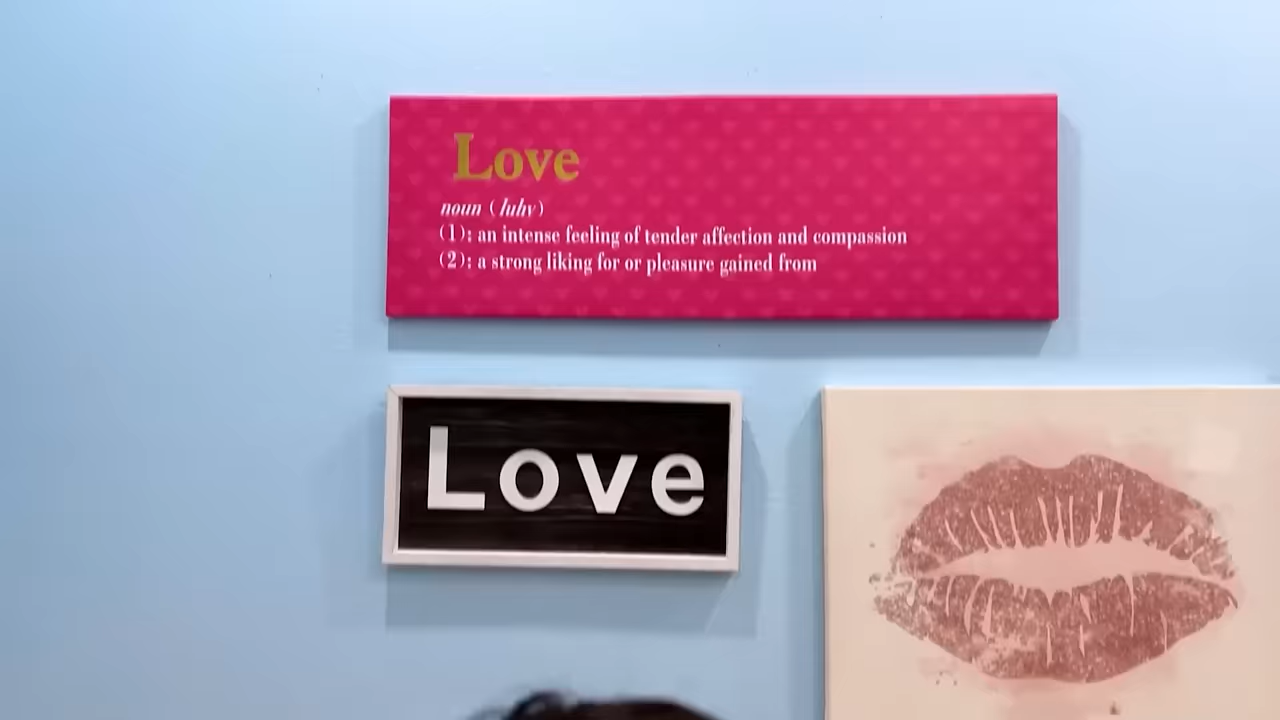 Love
noun (luhv)
(1): an intense feeling of tender affection and compassion
(2): a strong liking for or pleasure gained from
Love